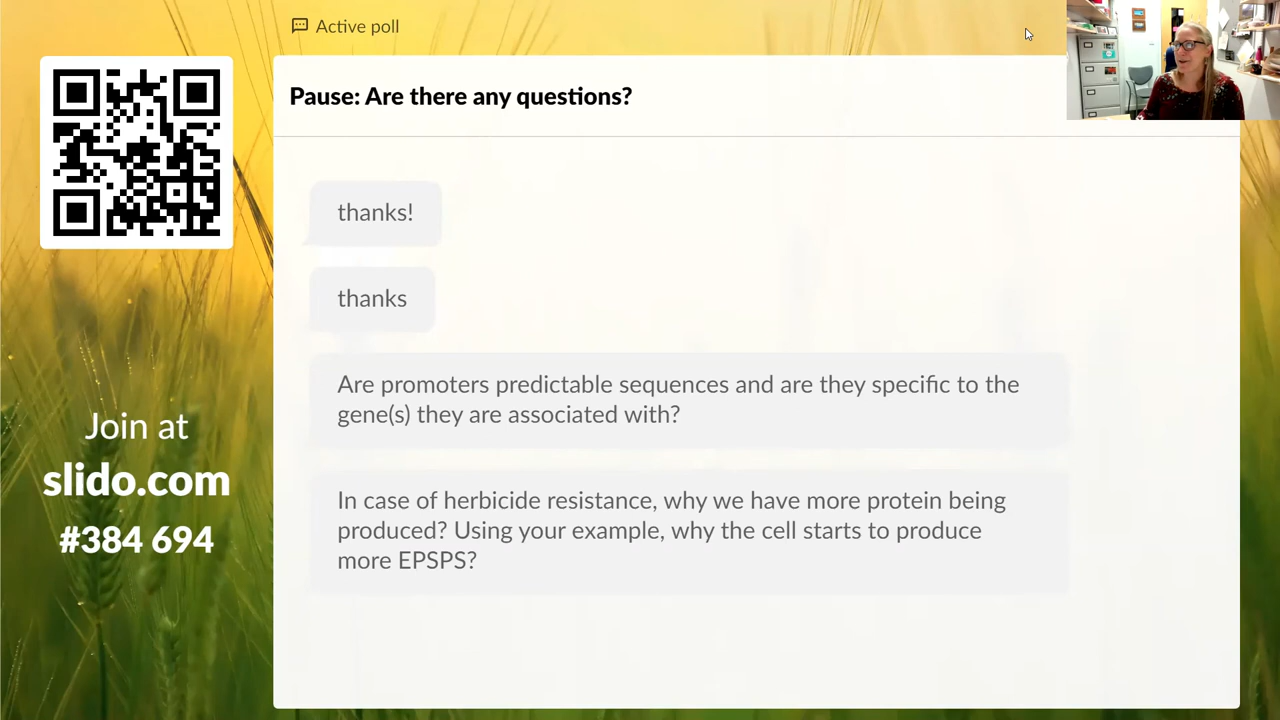 Active poll
Pause: Are there any questions?
thanks!
thanks
Are promoters predictable sequences and are they specific to the
gene(s) they are associated with?
In case of herbicide resistance, why we have more protein being
produced? Using your example, why the cell starts to produce
more EPSPS?
Join at
slido.com
#384 694